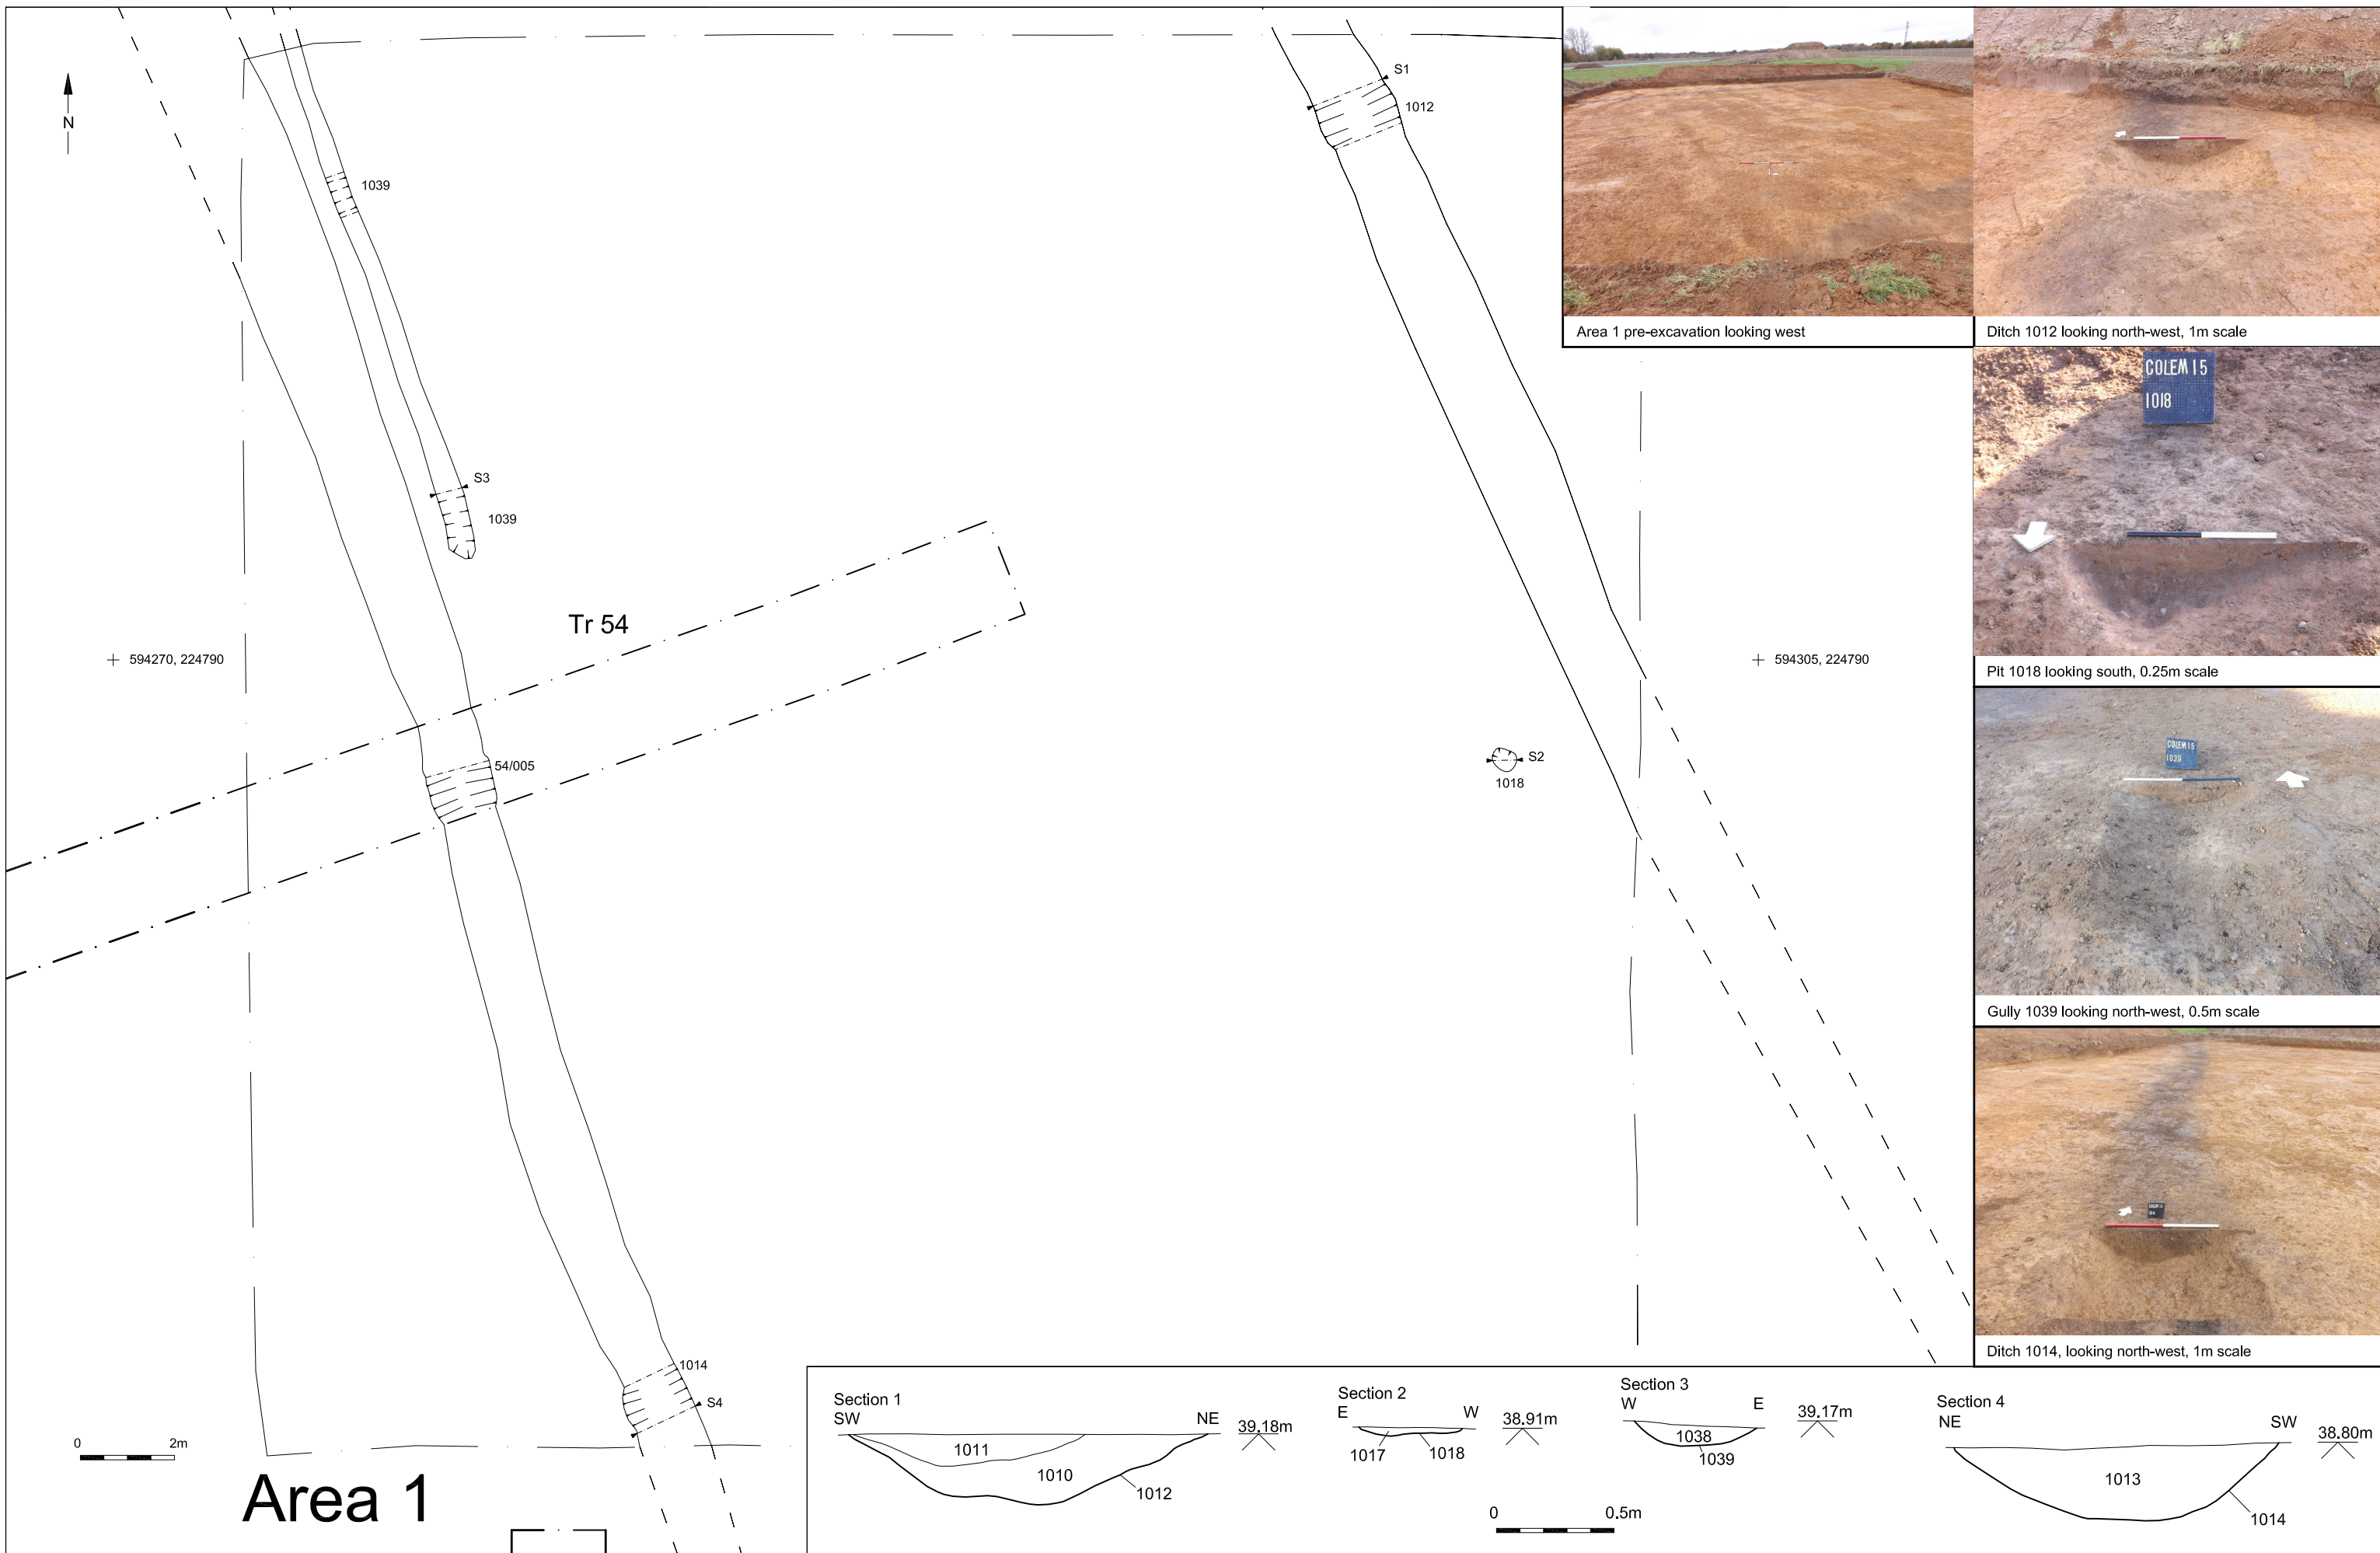 N
S1
1012
1039
S3
1039
Tr 54
594270, 224790
594305, 224790
54/005
S2
1018
1014
S4
0 2m
Area 1
Area 1 pre-excavation looking west
Ditch 1012 looking north-west, 1m scale
COLEM 15
1018
Pit 1018 looking south, 0.25m scale
COLEM 15
1039
Gully 1039 looking north-west, 0.5m scale
Ditch 1014, looking north-west, 1m scale
Section 1
SW NE
39.18m
1011
1010
1012
Section 2
E W
38.91m
1017 1018
Section 3
W E
39.17m
1038
1039
0 0.5m
Section 4
NE SW
38.80m
1013
1014